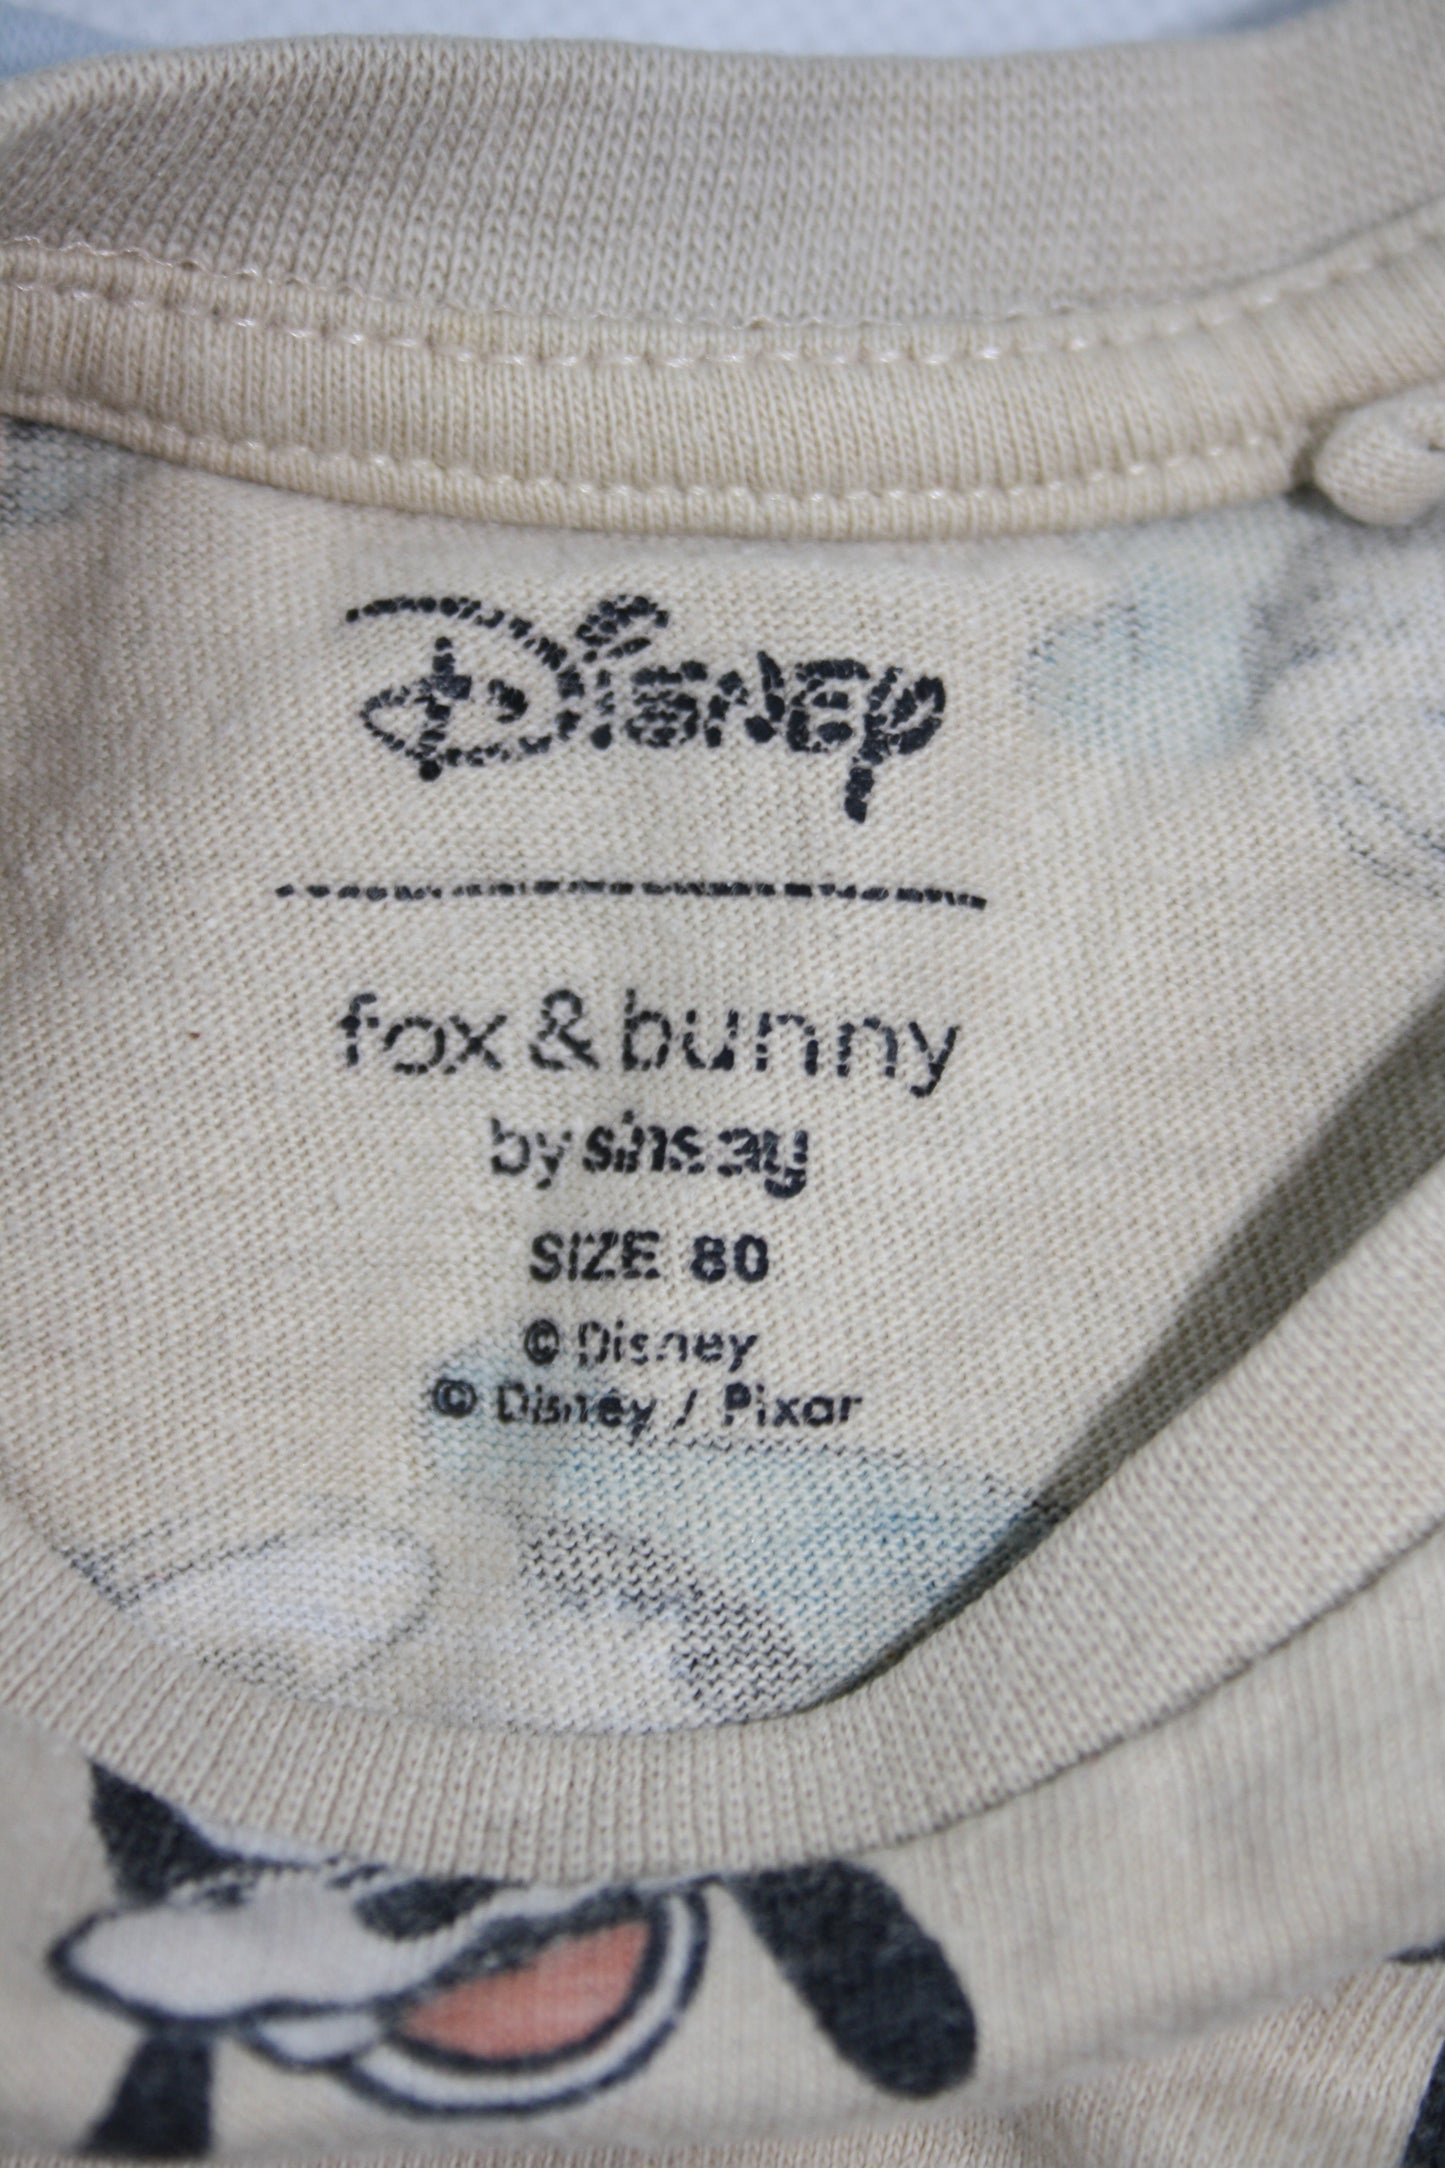 Disney
fox & bunny
by sinsay
SIZE 80
© Disney
© Disney / Pixar